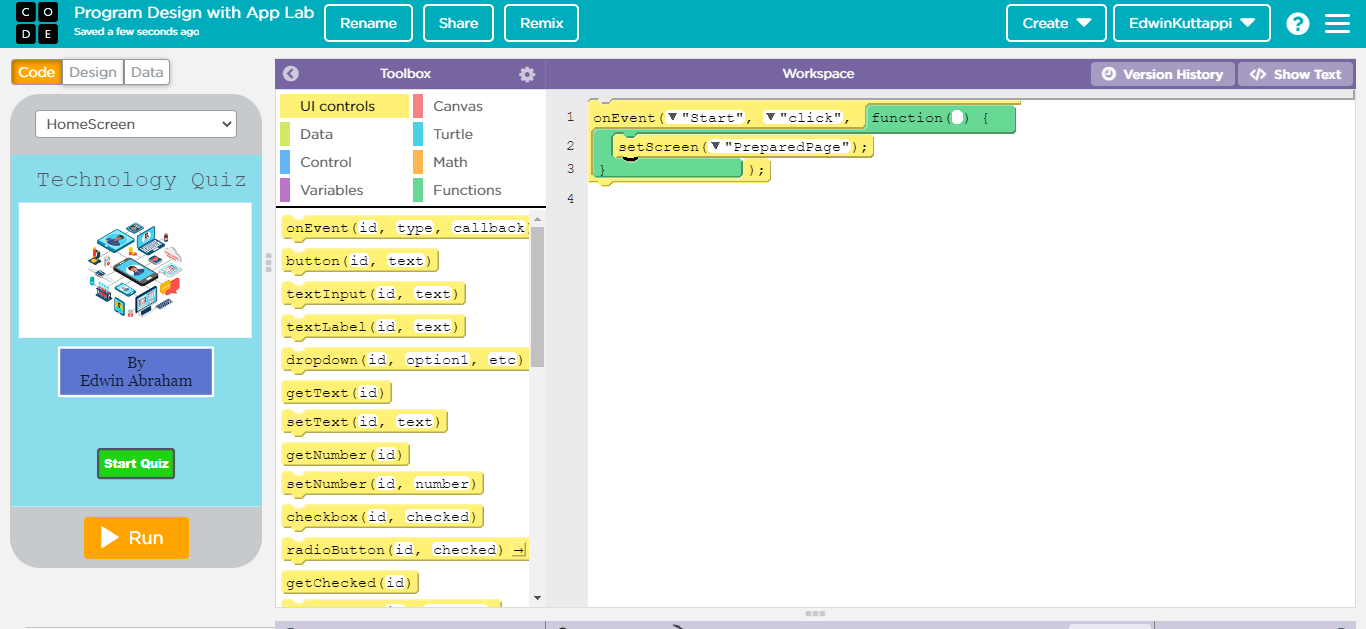 CODE
Program Design with App Lab
Saved a few seconds ago
Rename
Share
Remix
Create
EdwinKuttappi
?
Code
Design
Data
HomeScreen
Technology Quiz
By
Edwin Abraham
Start Quiz
Run
Toolbox
UI controls
Canvas
Data
Turtle
Control
Math
Variables
Functions
onEvent(id, type, callback
button(id, text)
textInput(id, text)
textLabel(id, text)
dropdown(id, option1, etc)
getText(id)
setText(id, text)
getNumber(id)
setNumber(id, number)
checkbox(id, checked)
radioButton(id, checked) →
getChecked(id)
Workspace
Version History
</> Show Text
1 onEvent(▼"Start", ▼"click", function( ) {
2 setScreen(▼"PreparedPage");
3 } );
4